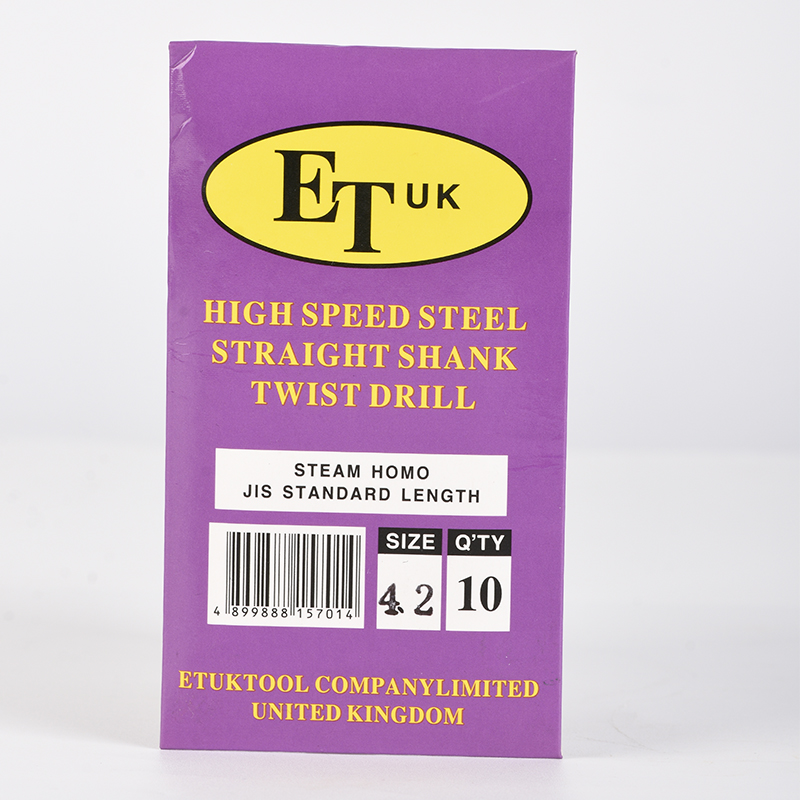 ET UK
HIGH SPEED STEEL
STRAIGHT SHANK
TWIST DRILL
STEAM HOMO
JIS STANDARD LENGTH
SIZE Q'TY
4.2 10
4 899888 157014
ETUKTOOL COMPANYLIMITED
UNITED KINGDOM